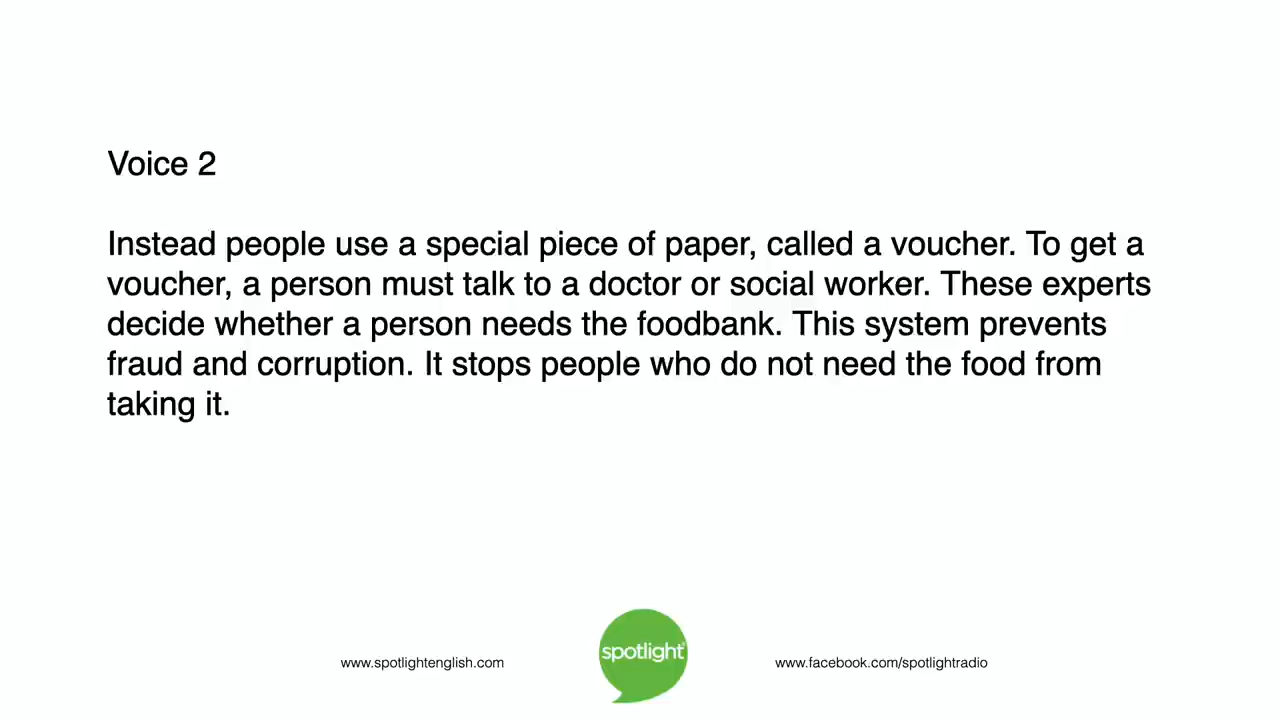 Voice 2
Instead people use a special piece of paper, called a voucher. To get a
voucher, a person must talk to a doctor or social worker. These experts
decide whether a person needs the foodbank. This system prevents
fraud and corruption. It stops people who do not need the food from
taking it.
www.spotlightenglish.com
spotlight
www.facebook.com/spotlightradio